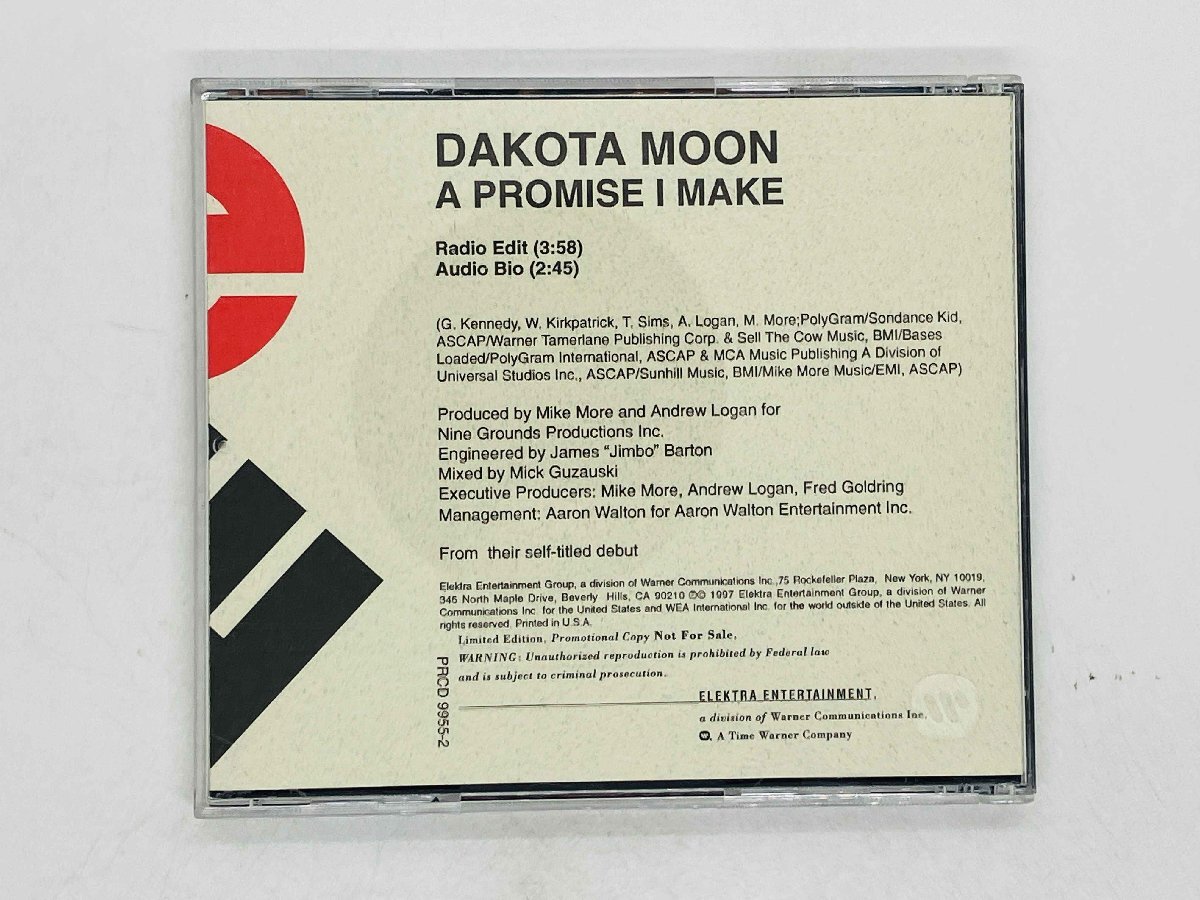 DAKOTA MOON
A PROMISE I MAKE
Radio Edit (3:58)
Audio Bio (2:45)
(G. Kennedy, W. Kirkpatrick, T. Sims, A. Logan, M. More;PolyGram/Sondance Kid,
ASCAP/Warner Tamerlane Publishing Corp. & Sell The Cow Music, BMI/Bases
Loaded/PolyGram International, ASCAP & MCA Music Publishing A Division of
Universal Studios Inc., ASCAP/Sunhill Music, BMI/Mike More Music/EMI, ASCAP)
Produced by Mike More and Andrew Logan for
Nine Grounds Productions Inc.
Engineered by James “Jimbo” Barton
Mixed by Mick Guzauski
Executive Producers: Mike More, Andrew Logan, Fred Goldring
Management: Aaron Walton for Aaron Walton Entertainment Inc.
From their self-titled debut
Elektra Entertainment Group, a division of Warner Communications Inc.,75 Rockefeller Plaza, New York, NY 10019,
345 North Maple Drive, Beverly Hills, CA 90210 ℗© 1997 Elektra Entertainment Group, a division of Warner
Communications Inc. for the United States and WEA International Inc. for the world outside of the United States. All
rights reserved. Printed in U.S.A.
Limited Edition, Promotional Copy Not For Sale.
WARNING: Unauthorized reproduction is prohibited by Federal law
and is subject to criminal prosecution.
PRCD 9955-2
ELEKTRA ENTERTAINMENT,
a division of Warner Communications Inc.
, A Time Warner Company